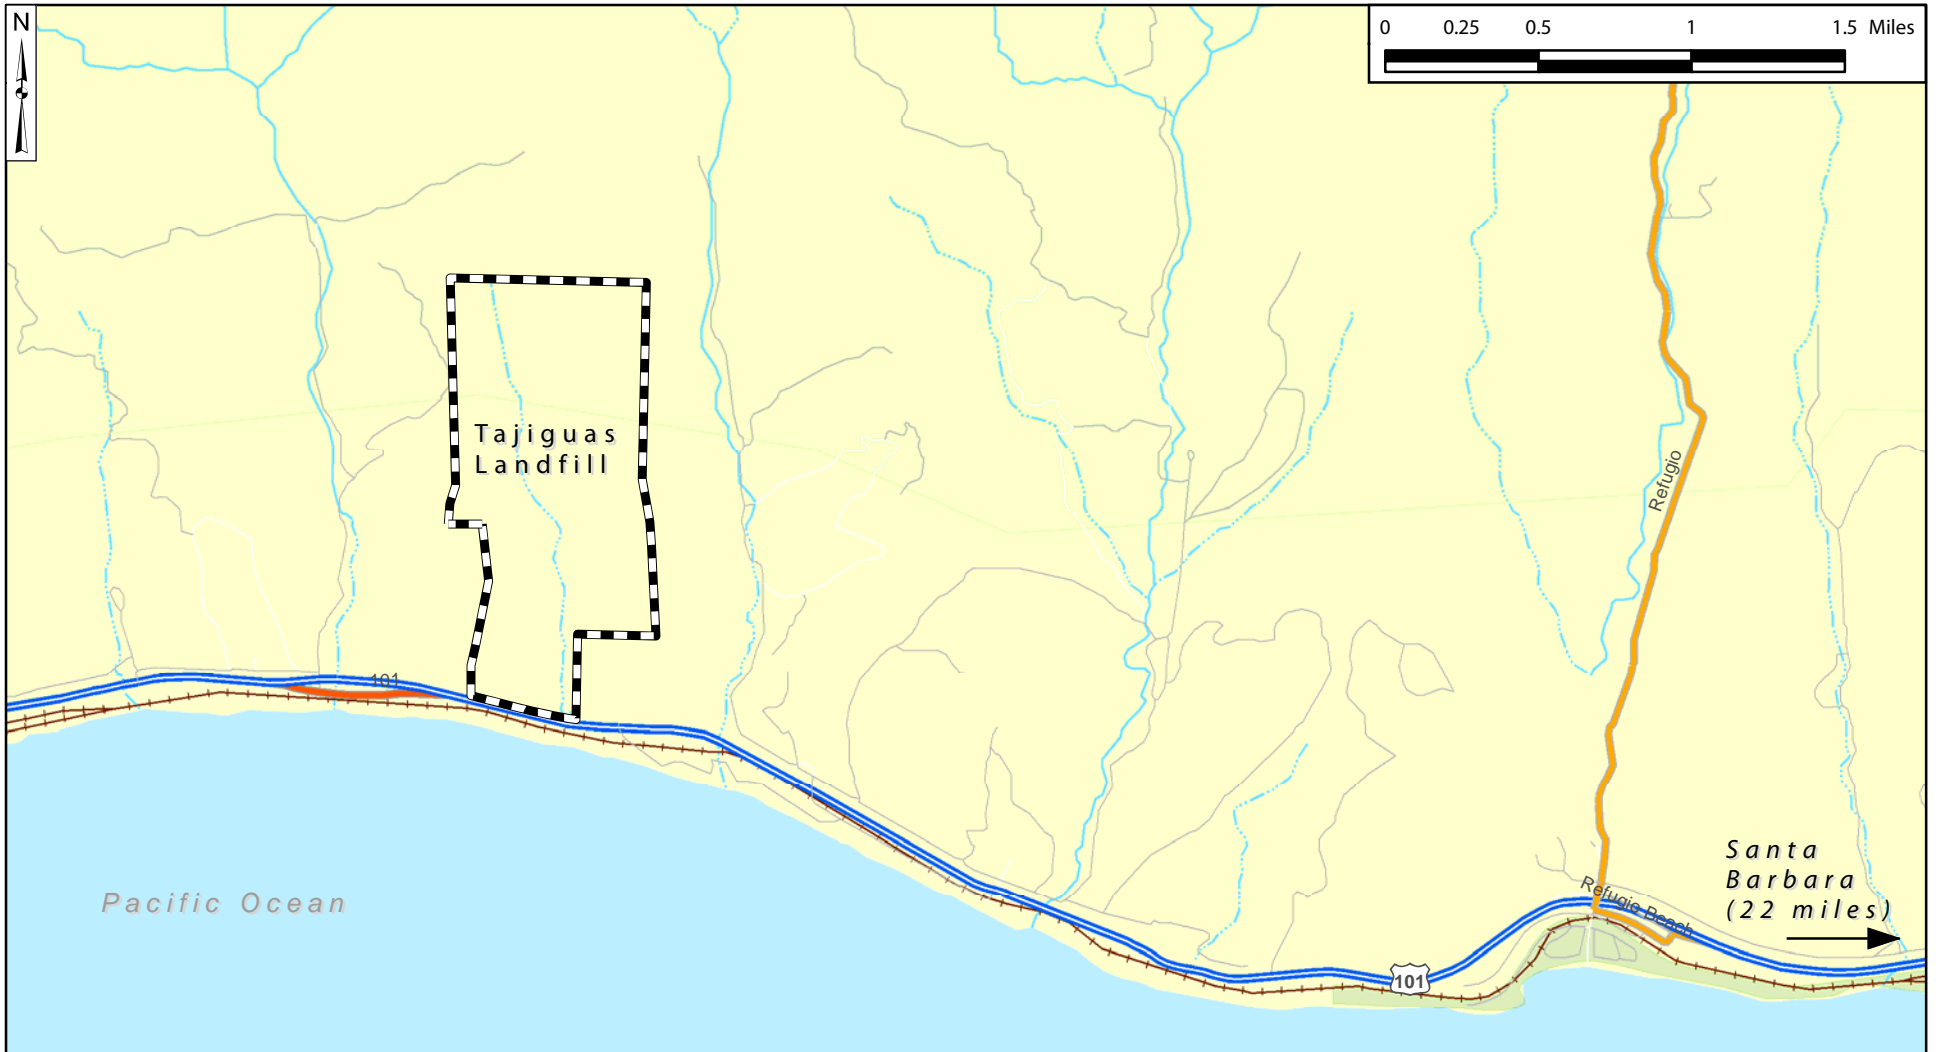 N
0 0.25 0.5 1 1.5 Miles
Tajiguas
Landfill
Refugio
101
Santa
Barbara
(22 miles)
Refugio Beach
Pacific Ocean
101